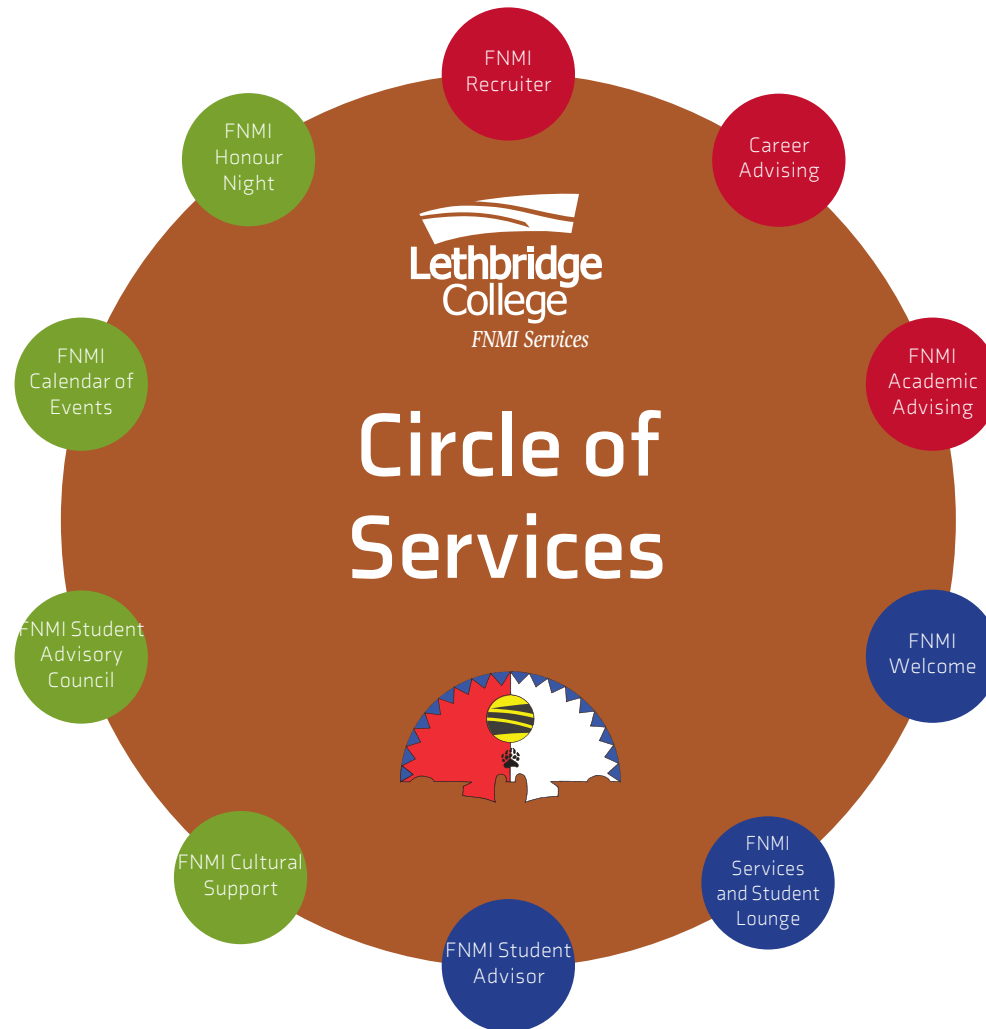 FNMI
Recruiter
Career
Advising
FNMI
Academic
Advising
FNMI
Welcome
FNMI
Services
and Student
Lounge
FNMI Student
Advisor
FNMI Cultural
Support
FNMI Student
Advisory
Council
FNMI
Calendar of
Events
FNMI
Honour
Night
Lethbridge
College
FNMI Services
Circle of
Services